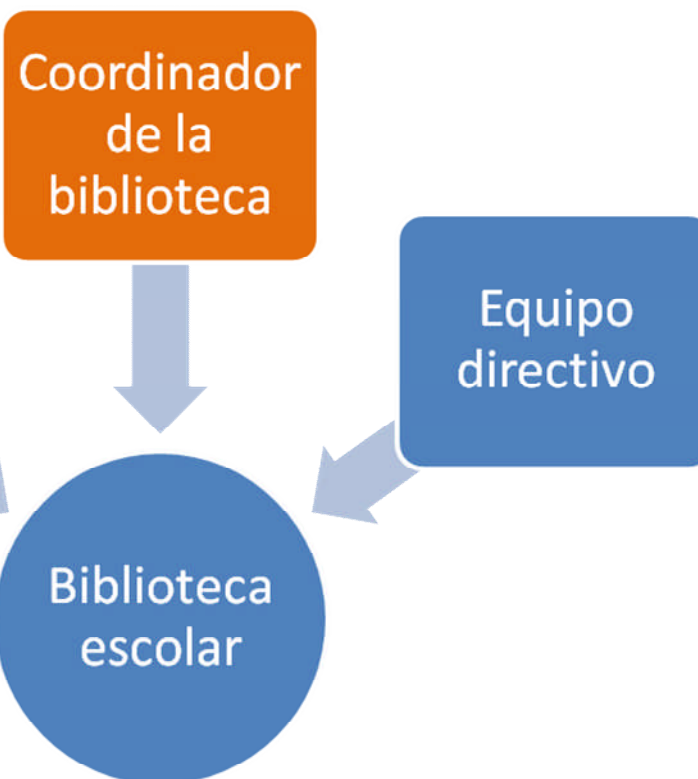 Coordinador
de la
biblioteca
Equipo
directivo
Biblioteca
escolar